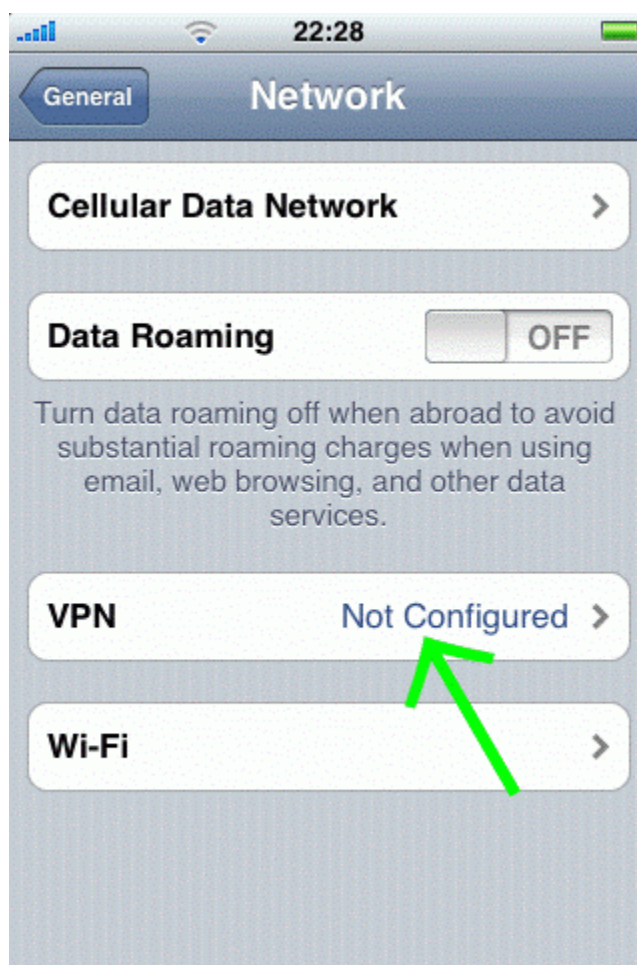 22:28
General
Network
Cellular Data Network
Data Roaming OFF
Turn data roaming off when abroad to avoid
substantial roaming charges when using
email, web browsing, and other data
services.
VPN Not Configured
Wi-Fi